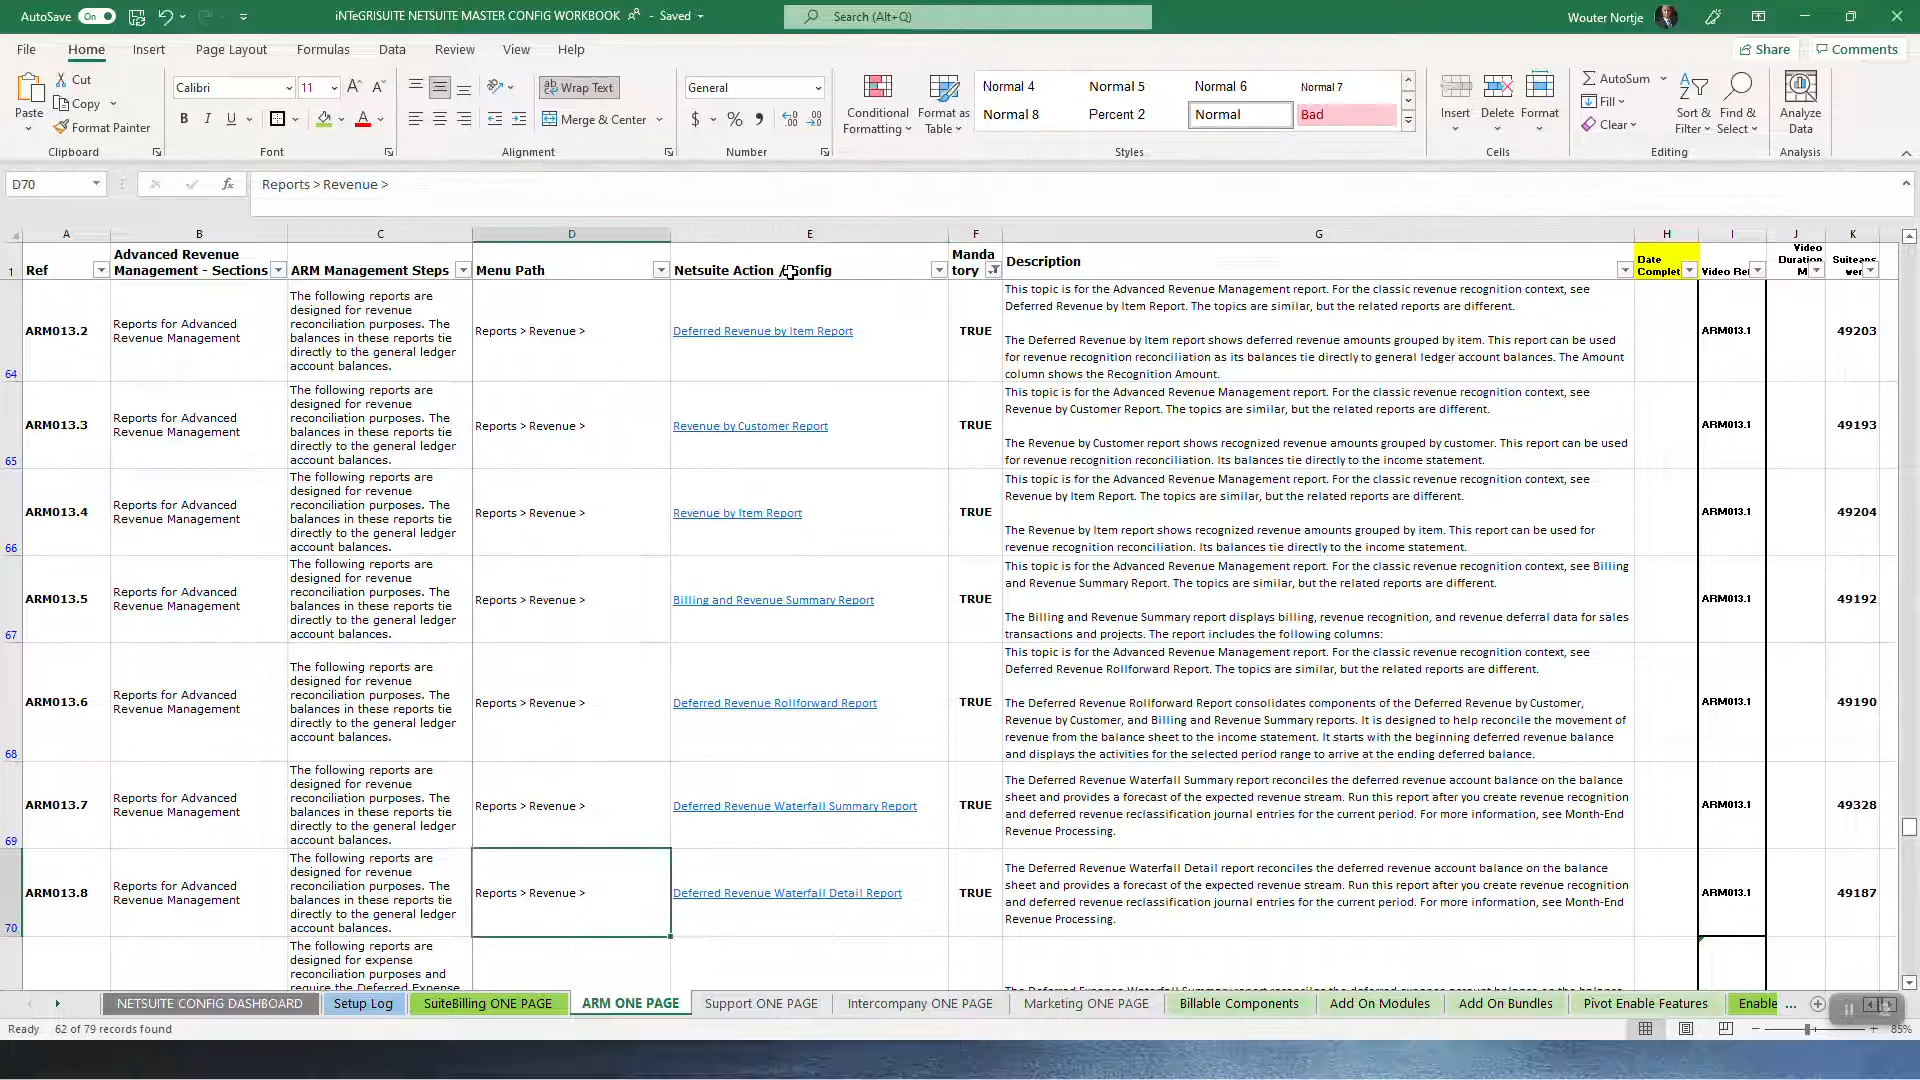 AutoSave On iNTeGRISUITE NETSUITE MASTER CONFIG WORKBOOK - Saved Search (Alt+Q) Wouter Nortje
File Home Insert Page Layout Formulas Data Review View Help Share Comments
Paste Cut Copy Format Painter Clipboard
Calibri 11 B I U A Font
Wrap Text Merge & Center Alignment
General $ % Number
Conditional Formatting Format as Table
Normal 4 Normal 5 Normal 6 Normal 7
Normal 8 Percent 2 Normal Bad
Styles
Insert Delete Format Cells
AutoSum Fill Clear Sort & Filter Find & Select Editing
Analyze Data Analysis
D70 fx Reports > Revenue >
A B C D E F G H I J K
1 Ref Advanced Revenue Management - Sections ARM Management Steps Menu Path Netsuite Action / Config Manda tory Description Date Complet Video Re Video Duration M Suiteans wer
64 ARM013.2 Reports for Advanced Revenue Management
The following reports are designed for revenue reconciliation purposes. The balances in these reports tie directly to the general ledger account balances.
Reports > Revenue > Deferred Revenue by Item Report TRUE
This topic is for the Advanced Revenue Management report. For the classic revenue recognition context, see
Deferred Revenue by Item Report. The topics are similar, but the related reports are different.
The Deferred Revenue by Item report shows deferred revenue amounts grouped by item. This report can be used
for revenue recognition reconciliation as its balances tie directly to general ledger account balances. The Amount
column shows the Recognition Amount.
ARM013.1 49203
65 ARM013.3 Reports for Advanced Revenue Management
The following reports are designed for revenue reconciliation purposes. The balances in these reports tie directly to the general ledger account balances.
Reports > Revenue > Revenue by Customer Report TRUE
This topic is for the Advanced Revenue Management report. For the classic revenue recognition context, see
Revenue by Customer Report. The topics are similar, but the related reports are different.
The Revenue by Customer report shows recognized revenue amounts grouped by customer. This report can be used
for revenue recognition reconciliation. Its balances tie directly to the income statement.
ARM013.1 49193
66 ARM013.4 Reports for Advanced Revenue Management
The following reports are designed for revenue reconciliation purposes. The balances in these reports tie directly to the general ledger account balances.
Reports > Revenue > Revenue by Item Report TRUE
This topic is for the Advanced Revenue Management report. For the classic revenue recognition context, see
Revenue by Item Report. The topics are similar, but the related reports are different.
The Revenue by Item report shows recognized revenue amounts grouped by item. This report can be used for
revenue recognition reconciliation. Its balances tie directly to the income statement.
ARM013.1 49204
67 ARM013.5 Reports for Advanced Revenue Management
The following reports are designed for revenue reconciliation purposes. The balances in these reports tie directly to the general ledger account balances.
Reports > Revenue > Billing and Revenue Summary Report TRUE
This topic is for the Advanced Revenue Management report. For the classic revenue recognition context, see Billing
and Revenue Summary Report. The topics are similar, but the related reports are different.
The Billing and Revenue Summary report displays billing, revenue recognition, and revenue deferral data for sales
transactions and projects. The report includes the following columns:
ARM013.1 49192
68 ARM013.6 Reports for Advanced Revenue Management
The following reports are designed for revenue reconciliation purposes. The balances in these reports tie directly to the general ledger account balances.
Reports > Revenue > Deferred Revenue Rollforward Report TRUE
This topic is for the Advanced Revenue Management report. For the classic revenue recognition context, see
Deferred Revenue Rollforward Report. The topics are similar, but the related reports are different.
The Deferred Revenue Rollforward Report consolidates components of the Deferred Revenue by Customer,
Revenue by Customer, and Billing and Revenue Summary reports. It is designed to help reconcile the movement of
revenue from the balance sheet to the income statement. It starts with the beginning deferred revenue balance
and displays the activities for the selected period range to arrive at the ending deferred balance.
ARM013.1 49190
69 ARM013.7 Reports for Advanced Revenue Management
The following reports are designed for revenue reconciliation purposes. The balances in these reports tie directly to the general ledger account balances.
Reports > Revenue > Deferred Revenue Waterfall Summary Report TRUE
The Deferred Revenue Waterfall Summary report reconciles the deferred revenue account balance on the balance
sheet and provides a forecast of the expected revenue stream. Run this report after you create revenue recognition
and deferred revenue reclassification journal entries for the current period. For more information, see Month-End
Revenue Processing.
ARM013.1 49328
70 ARM013.8 Reports for Advanced Revenue Management
The following reports are designed for revenue reconciliation purposes. The balances in these reports tie directly to the general ledger account balances.
Reports > Revenue > Deferred Revenue Waterfall Detail Report TRUE
The Deferred Revenue Waterfall Detail report reconciles the deferred revenue account balance on the balance
sheet and provides a forecast of the expected revenue stream. Run this report after you create revenue recognition
and deferred revenue reclassification journal entries for the current period. For more information, see Month-End
Revenue Processing.
ARM013.1 49187
The following reports are designed for expense reconciliation purposes and require the Deferred Expense
NETSUITE CONFIG DASHBOARD Setup Log SuiteBilling ONE PAGE ARM ONE PAGE Support ONE PAGE Intercompany ONE PAGE Marketing ONE PAGE Billable Components Add On Modules Add On Bundles Pivot Enable Features Enable ...
Ready 62 of 79 records found 85%